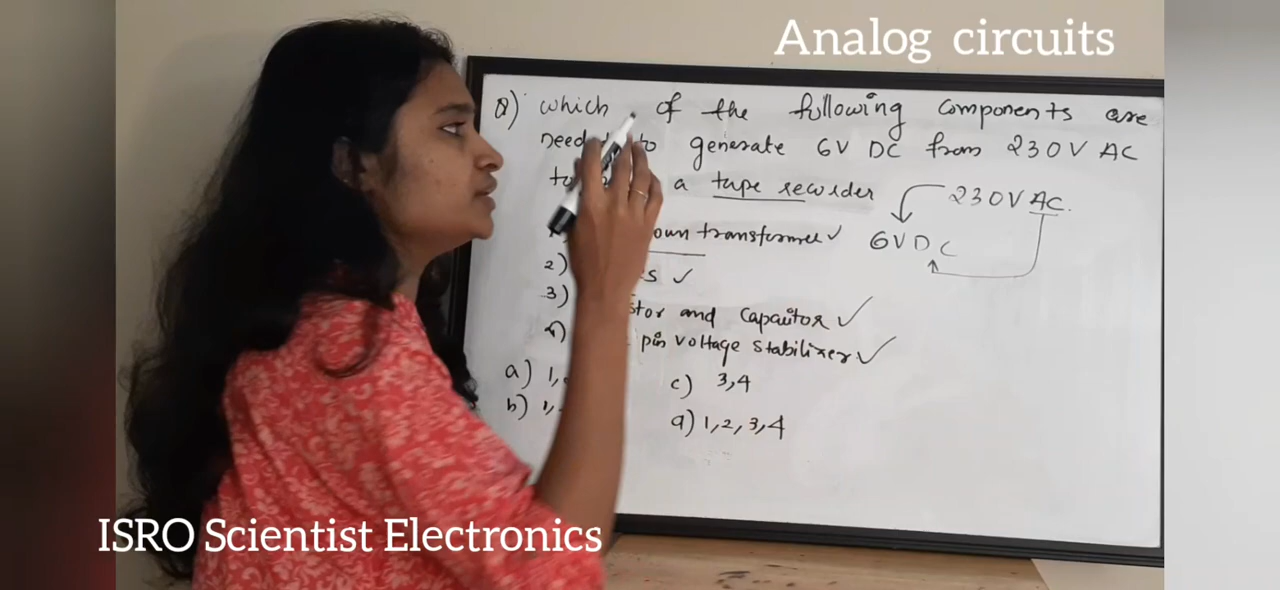 Analog circuits
Q) which of the following components are
to generate 6V DC from 230V AC
a tape recorder
230V AC.
own transformer ✓
6VDC
2) s ✓
3) stor and capacitor ✓
4) pin voltage stabilizer ✓
a) 1,
c) 3,4
b) 1,
d) 1,2,3,4
ISRO Scientist Electronics